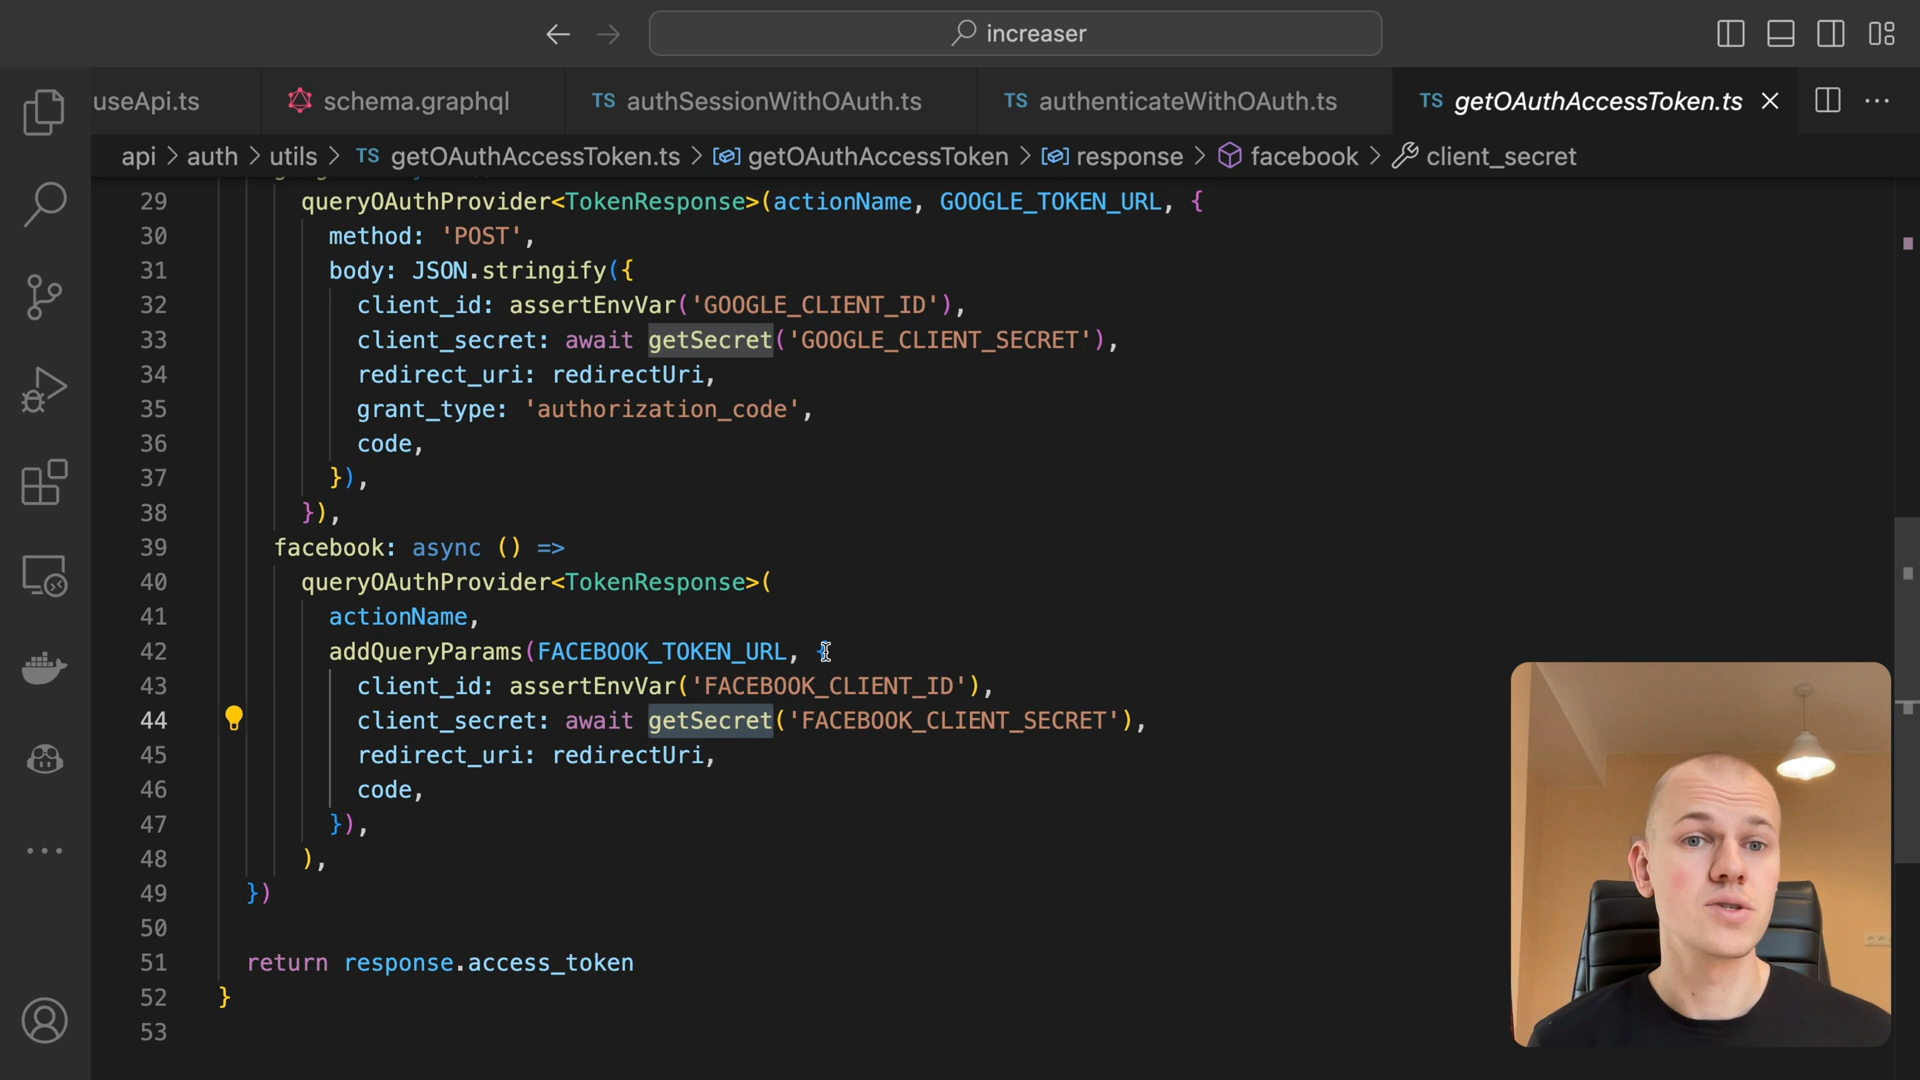 increaser
useApi.ts
schema.graphql
TS authSessionWithOAuth.ts
TS authenticateWithOAuth.ts
TS getOAuthAccessToken.ts
api > auth > utils > TS getOAuthAccessToken.ts > getOAuthAccessToken > response > facebook > client_secret
29 queryOAuthProvider<TokenResponse>(actionName, GOOGLE_TOKEN_URL, {
30 method: 'POST',
31 body: JSON.stringify({
32 client_id: assertEnvVar('GOOGLE_CLIENT_ID'),
33 client_secret: await getSecret('GOOGLE_CLIENT_SECRET'),
34 redirect_uri: redirectUri,
35 grant_type: 'authorization_code',
36 code,
37 }),
38 }),
39 facebook: async () =>
40 queryOAuthProvider<TokenResponse>(
41 actionName,
42 addQueryParams(FACEBOOK_TOKEN_URL, {
43 client_id: assertEnvVar('FACEBOOK_CLIENT_ID'),
44 client_secret: await getSecret('FACEBOOK_CLIENT_SECRET'),
45 redirect_uri: redirectUri,
46 code,
47 }),
48 ),
49 })
50
51 return response.access_token
52 }
53